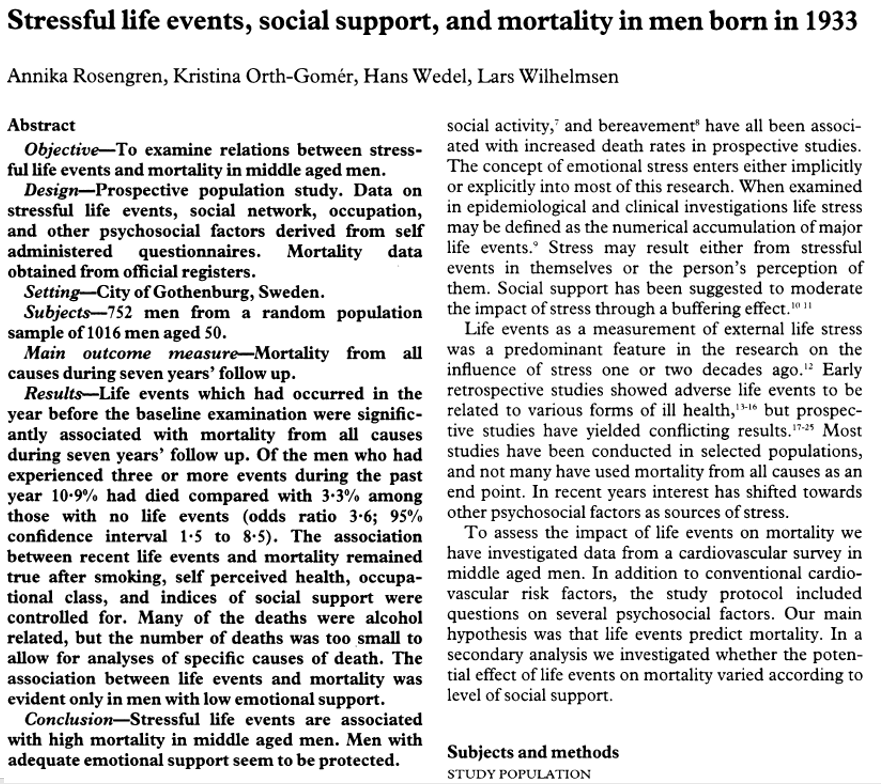 Stressful life events, social support, and mortality in men born in 1933
Annika Rosengren, Kristina Orth-Gomér, Hans Wedel, Lars Wilhelmsen
Abstract
Objective—To examine relations between stress-
ful life events and mortality in middle aged men.
Design—Prospective population study. Data on
stressful life events, social network, occupation,
and other psychosocial factors derived from self
administered questionnaires. Mortality data
obtained from official registers.
Setting—City of Gothenburg, Sweden.
Subjects—752 men from a random population
sample of 1016 men aged 50.
Main outcome measure—Mortality from all
causes during seven years' follow up.
Results—Life events which had occurred in the
year before the baseline examination were signific-
antly associated with mortality from all causes
during seven years' follow up. Of the men who had
experienced three or more events during the past
year 10·9% had died compared with 3·3% among
those with no life events (odds ratio 3·6; 95%
confidence interval 1·5 to 8·5). The association
between recent life events and mortality remained
true after smoking, self perceived health, occupa-
tional class, and indices of social support were
controlled for. Many of the deaths were alcohol
related, but the number of deaths was too small to
allow for analyses of specific causes of death. The
association between life events and mortality was
evident only in men with low emotional support.
Conclusion—Stressful life events are associated
with high mortality in middle aged men. Men with
adequate emotional support seem to be protected.
social activity,⁷ and bereavement⁸ have all been associ-
ated with increased death rates in prospective studies.
The concept of emotional stress enters either implicitly
or explicitly into most of this research. When examined
in epidemiological and clinical investigations life stress
may be defined as the numerical accumulation of major
life events.⁹ Stress may result either from stressful
events in themselves or the person's perception of
them. Social support has been suggested to moderate
the impact of stress through a buffering effect.¹⁰ ¹¹
Life events as a measurement of external life stress
was a predominant feature in the research on the
influence of stress one or two decades ago.¹² Early
retrospective studies showed adverse life events to be
related to various forms of ill health,¹³⁻¹⁶ but prospec-
tive studies have yielded conflicting results.¹⁷⁻²⁵ Most
studies have been conducted in selected populations,
and not many have used mortality from all causes as an
end point. In recent years interest has shifted towards
other psychosocial factors as sources of stress.
To assess the impact of life events on mortality we
have investigated data from a cardiovascular survey in
middle aged men. In addition to conventional cardio-
vascular risk factors, the study protocol included
questions on several psychosocial factors. Our main
hypothesis was that life events predict mortality. In a
secondary analysis we investigated whether the poten-
tial effect of life events on mortality varied according to
level of social support.
Subjects and methods
STUDY POPULATION